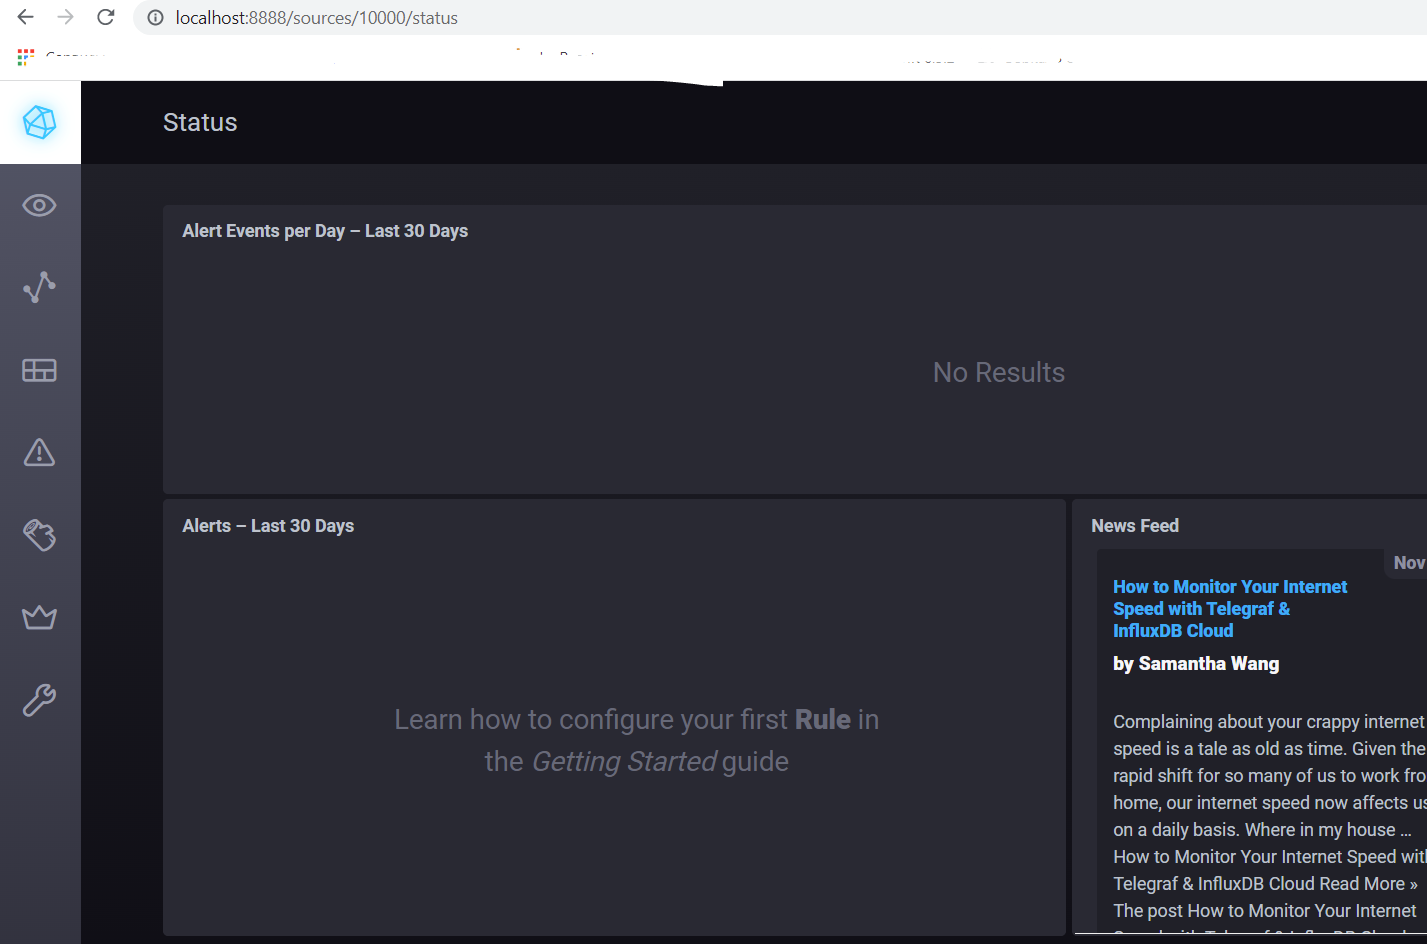 localhost:8888/sources/10000/status
Status
Alert Events per Day – Last 30 Days
No Results
Alerts – Last 30 Days
Learn how to configure your first Rule in
the Getting Started guide
News Feed
Nov
How to Monitor Your Internet
Speed with Telegraf &
InfluxDB Cloud
by Samantha Wang
Complaining about your crappy internet
speed is a tale as old as time. Given the
rapid shift for so many of us to work fro
home, our internet speed now affects us
on a daily basis. Where in my house ...
How to Monitor Your Internet Speed wit
Telegraf & InfluxDB Cloud Read More »
The post How to Monitor Your Internet